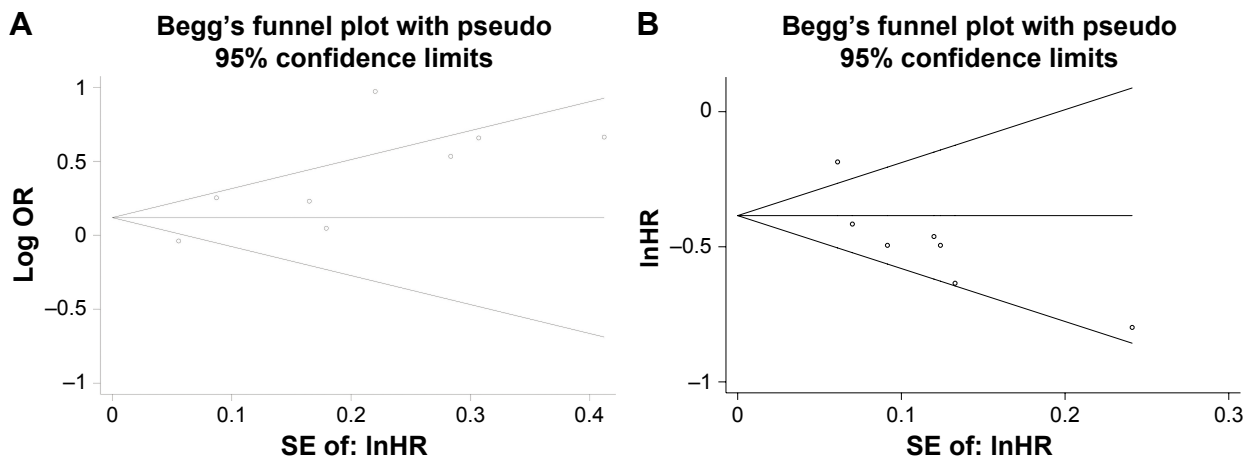 A
Begg’s funnel plot with pseudo
95% confidence limits
1
0.5
0
–0.5
–1
Log OR
0
0.1
0.2
0.3
0.4
SE of: lnHR
B
Begg’s funnel plot with pseudo
95% confidence limits
0
–0.5
–1
lnHR
0
0.1
0.2
0.3
SE of: lnHR